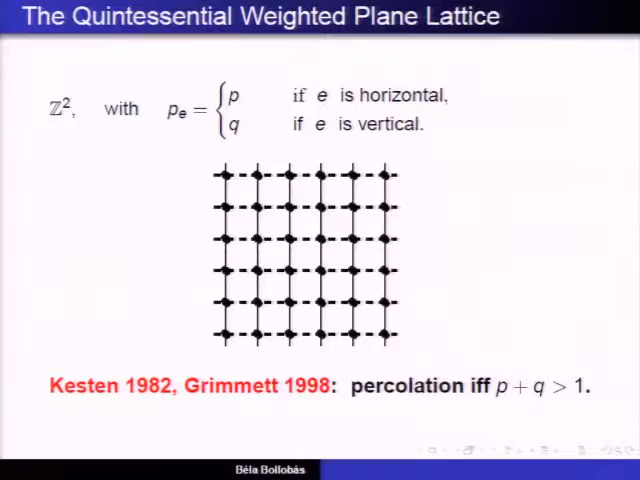 The Quintessential Weighted Plane Lattice
ℤ², with pₑ = { p if e is horizontal,
q if e is vertical.
Kesten 1982, Grimmett 1998: percolation iff p + q > 1.
Béla Bollobás